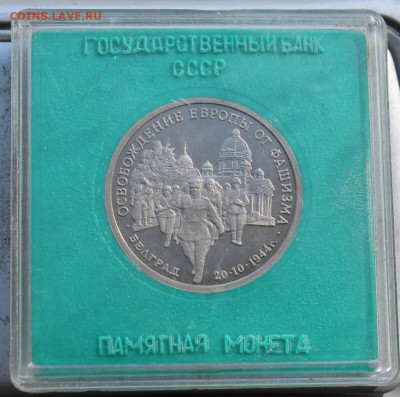 COINS.LAVE.RU
ГОСУДАРСТВЕННЫЙ БАНК
СССР
ОСВОБОЖДЕНИЕ ЕВРОПЫ ОТ ФАШИЗМА
· БЕЛГРАД 20·10·1944г. ·
ПАМЯТНАЯ МОНЕТА